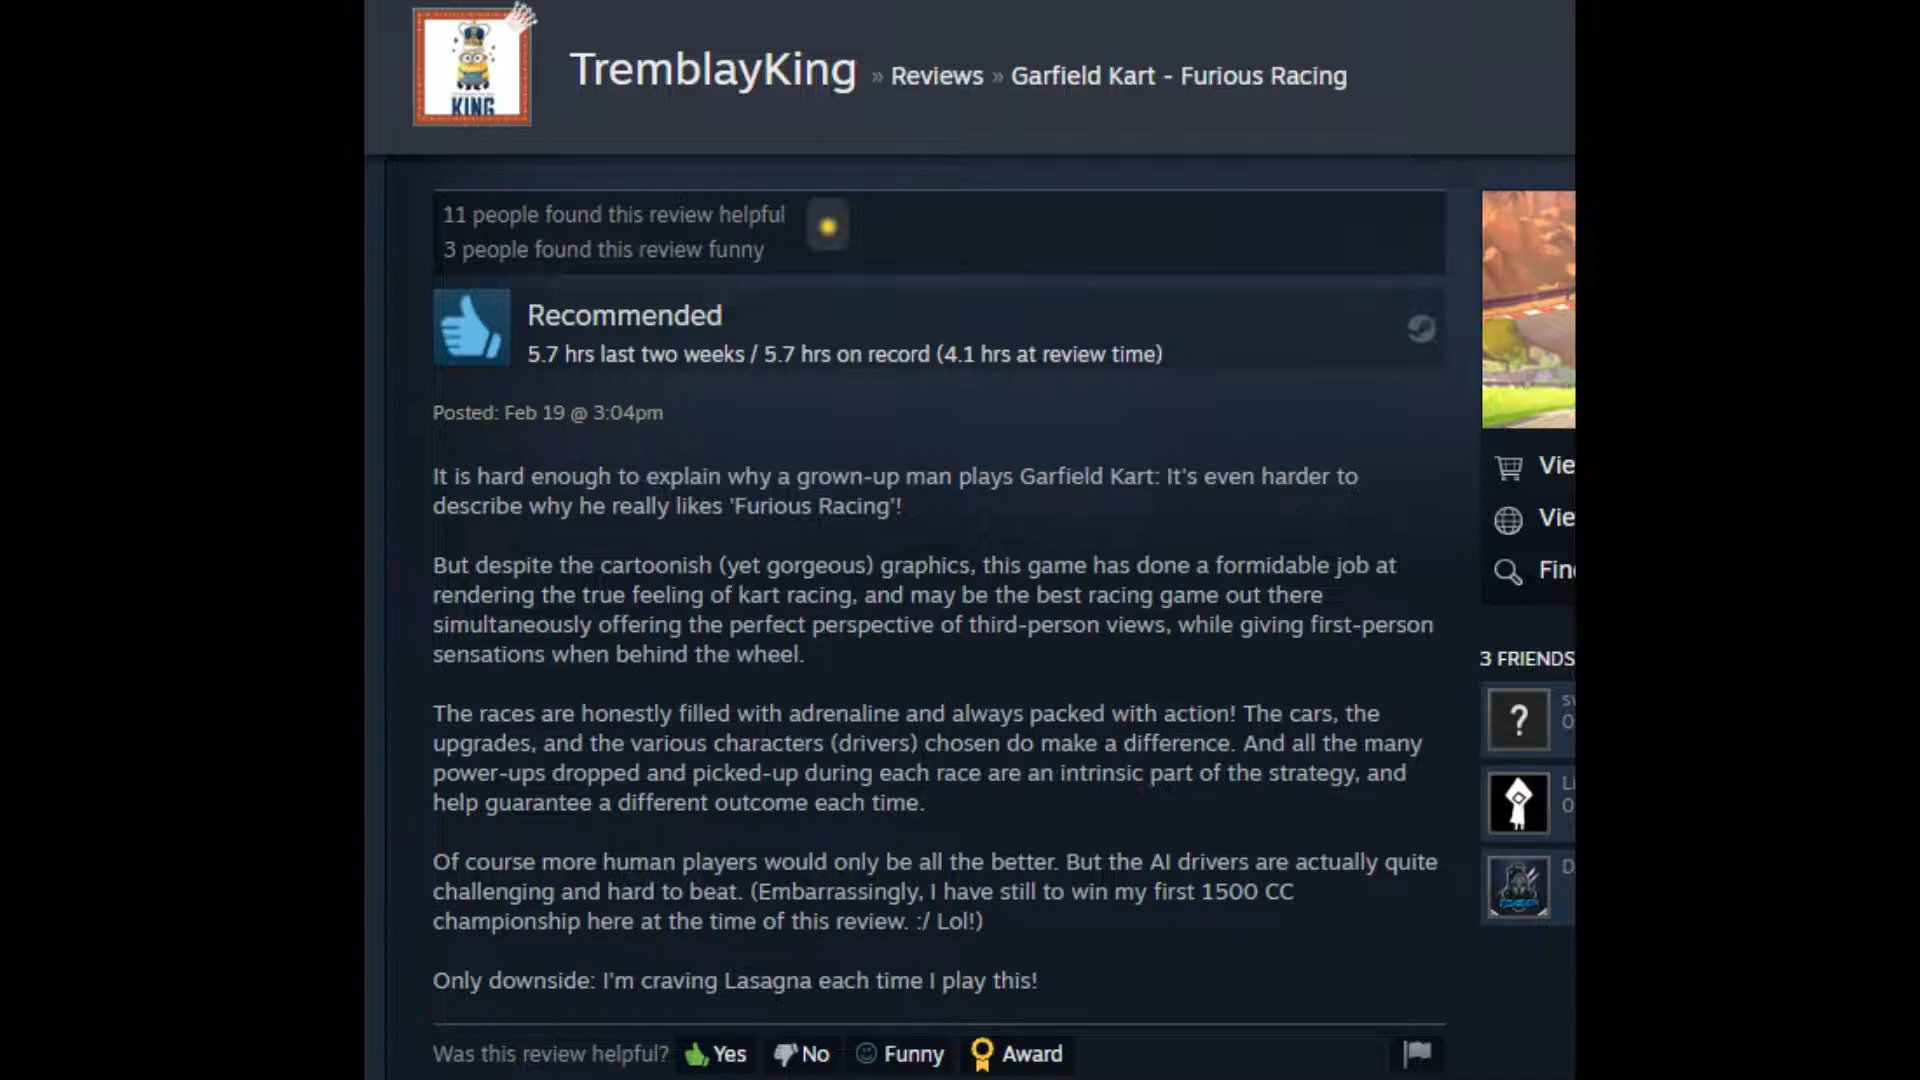 KING
TremblayKing » Reviews » Garfield Kart - Furious Racing
11 people found this review helpful
3 people found this review funny
Recommended
5.7 hrs last two weeks / 5.7 hrs on record (4.1 hrs at review time)
Posted: Feb 19 @ 3:04pm
It is hard enough to explain why a grown-up man plays Garfield Kart: It's even harder to
describe why he really likes 'Furious Racing'!
But despite the cartoonish (yet gorgeous) graphics, this game has done a formidable job at
rendering the true feeling of kart racing, and may be the best racing game out there
simultaneously offering the perfect perspective of third-person views, while giving first-person
sensations when behind the wheel.
The races are honestly filled with adrenaline and always packed with action! The cars, the
upgrades, and the various characters (drivers) chosen do make a difference. And all the many
power-ups dropped and picked-up during each race are an intrinsic part of the strategy, and
help guarantee a different outcome each time.
Of course more human players would only be all the better. But the AI drivers are actually quite
challenging and hard to beat. (Embarrassingly, I have still to win my first 1500 CC
championship here at the time of this review. :/ Lol!)
Only downside: I'm craving Lasagna each time I play this!
Was this review helpful? Yes No Funny Award
Vie
Vie
Fin
3 FRIENDS
?